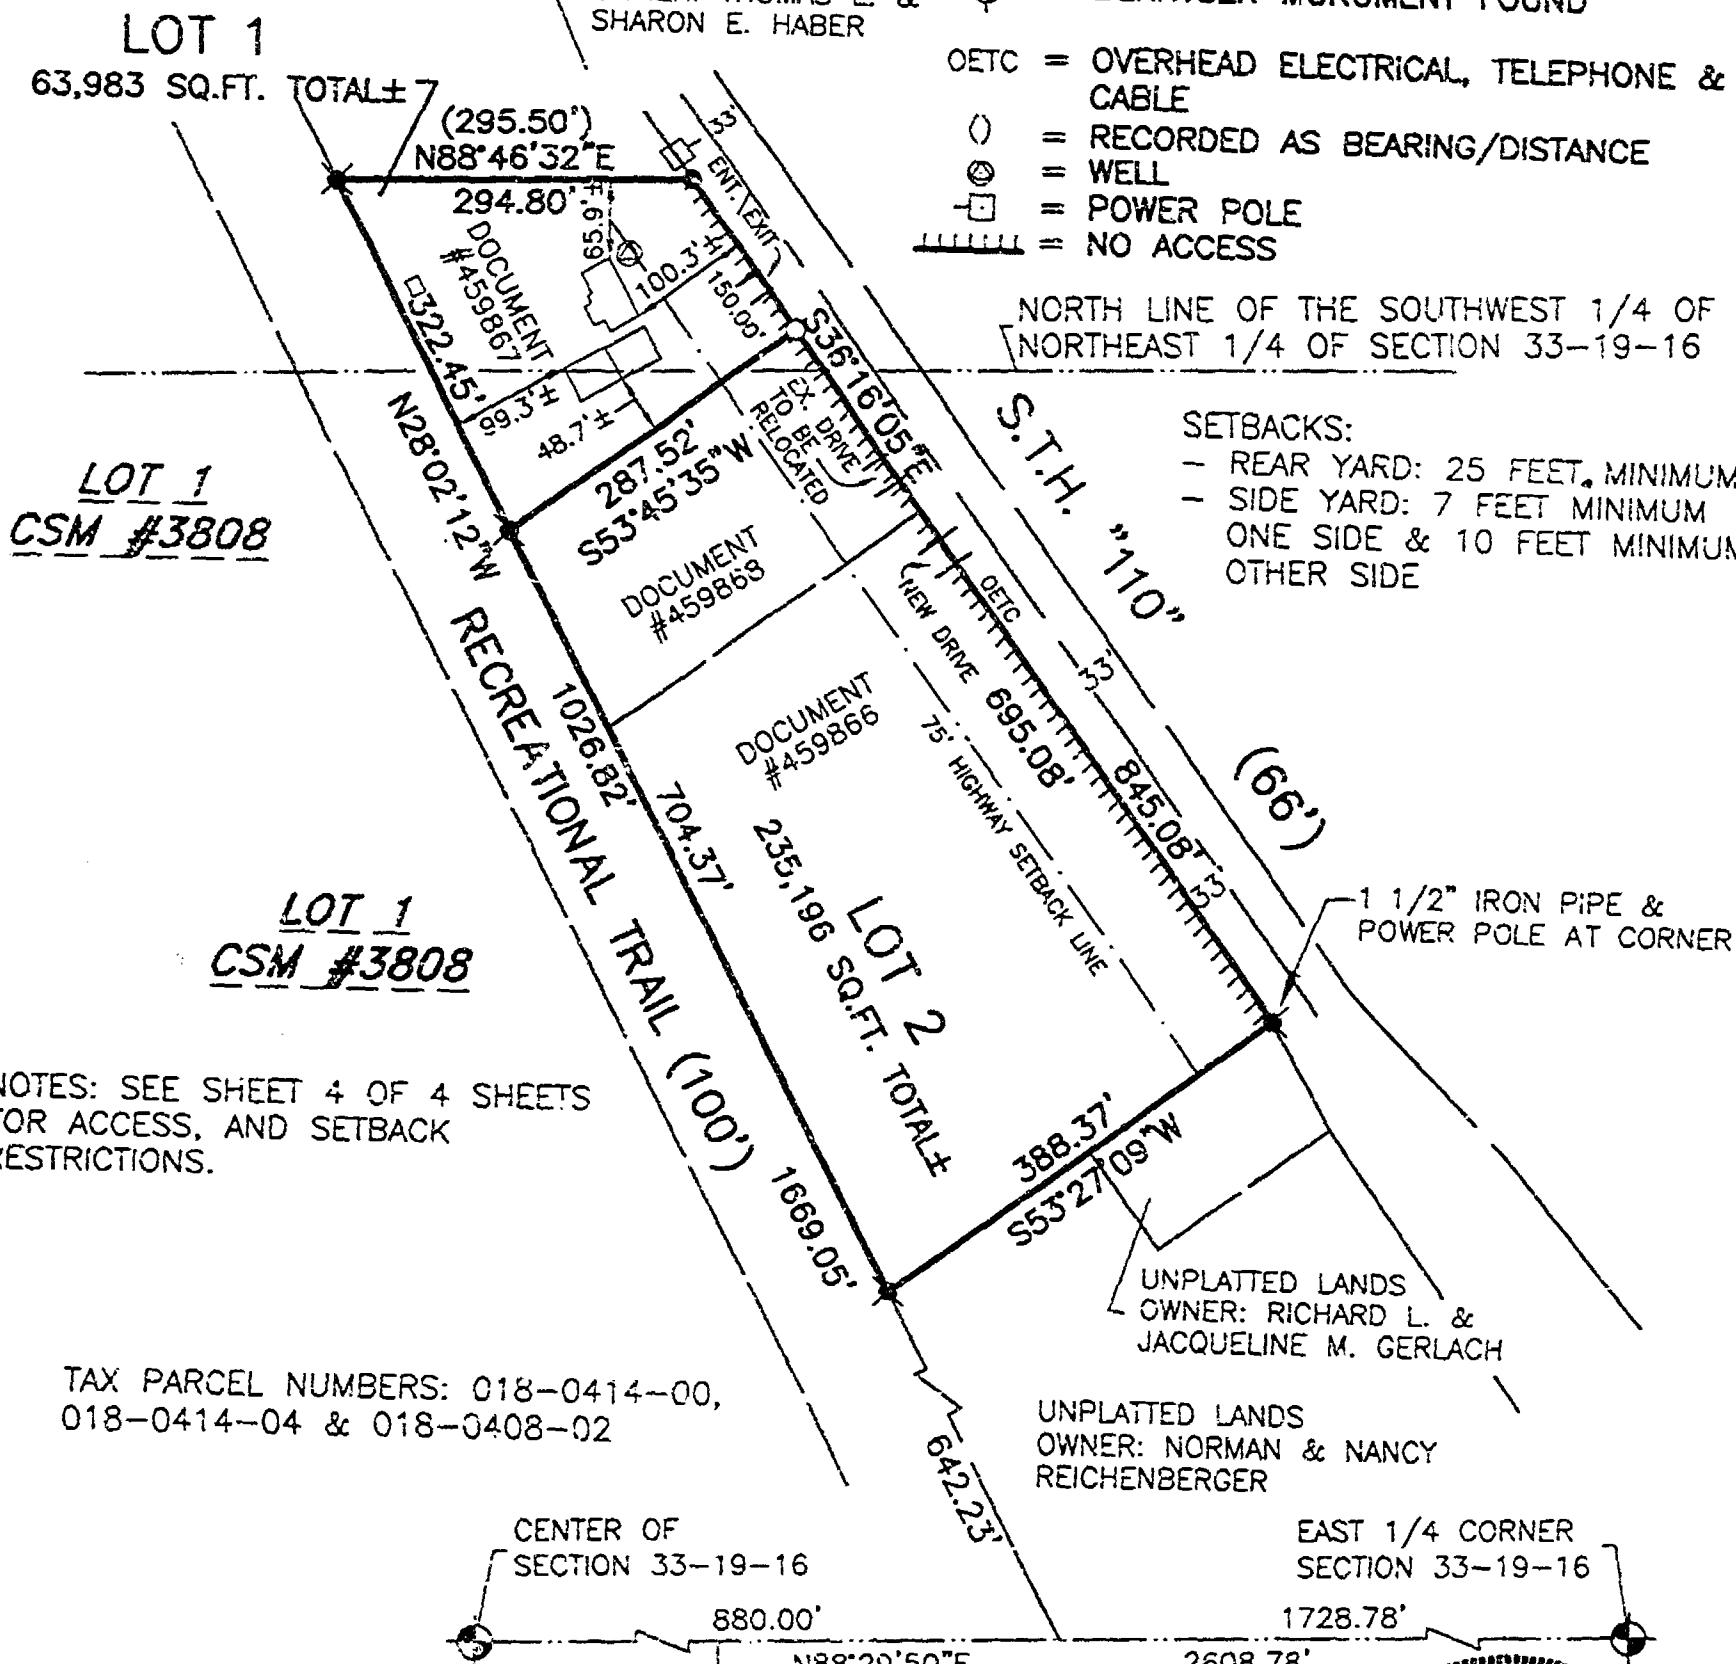 SHARON E. HABER
MONUMENT FOUND
LOT 1
63,983 SQ.FT. TOTAL±
OETC = OVERHEAD ELECTRICAL, TELEPHONE &
CABLE
() = RECORDED AS BEARING/DISTANCE
= WELL
= POWER POLE
= NO ACCESS
(295.50')
N88°46'32"E
294.80'
33'
ENT. \EXIT
65.9'±
100.3'±
150.00'
DOCUMENT
#459867
322.45'
99.3'±
48.7'±
NORTH LINE OF THE SOUTHWEST 1/4 OF
NORTHEAST 1/4 OF SECTION 33-19-16
S36°16'05"E
EX. DRIVE
TO BE
RELOCATED
S.T.H. "110"
(66')
SETBACKS:
- REAR YARD: 25 FEET MINIMUM
- SIDE YARD: 7 FEET MINIMUM
ONE SIDE & 10 FEET MINIMUM
OTHER SIDE
N28°02'12"W
287.52'
S53°45'35"W
LOT 1
CSM #3808
DOCUMENT
#459868
OETC
NEW DRIVE
33'
695.08'
845.08'
33'
75' HIGHWAY SETBACK LINE
DOCUMENT
#459866
RECREATIONAL TRAIL (100')
1026.82'
704.37'
LOT 2
235,196 SQ.FT. TOTAL±
1 1/2" IRON PIPE &
POWER POLE AT CORNER
LOT 1
CSM #3808
NOTES: SEE SHEET 4 OF 4 SHEETS
FOR ACCESS, AND SETBACK
RESTRICTIONS.
388.37'
S53°27'09"W
1669.05'
UNPLATTED LANDS
OWNER: RICHARD L. &
JACQUELINE M. GERLACH
TAX PARCEL NUMBERS: 018-0414-00,
018-0414-04 & 018-0408-02
UNPLATTED LANDS
OWNER: NORMAN & NANCY
REICHENBERGER
642.23'
CENTER OF
SECTION 33-19-16
EAST 1/4 CORNER
SECTION 33-19-16
880.00'
1728.78'
N88°29'50"E
2608.78'